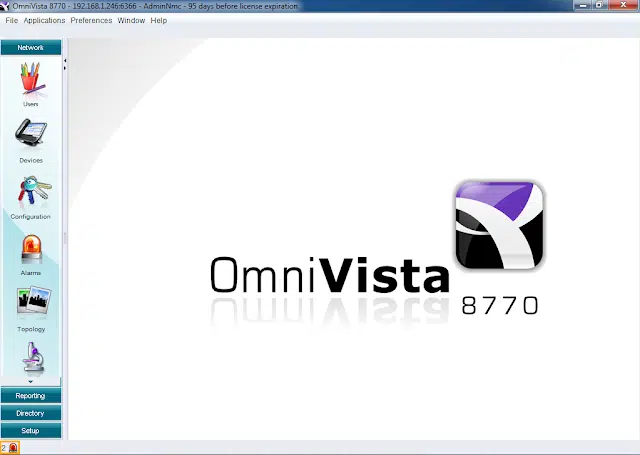 OmniVista 8770 - 192.168.1.246:6366 - AdminNmc - 95 days before license expiration
File Applications Preferences Window Help
Network
Users
Devices
Configuration
Alarms
Topology
OmniVista
8770
Reporting
Directory
Setup
2